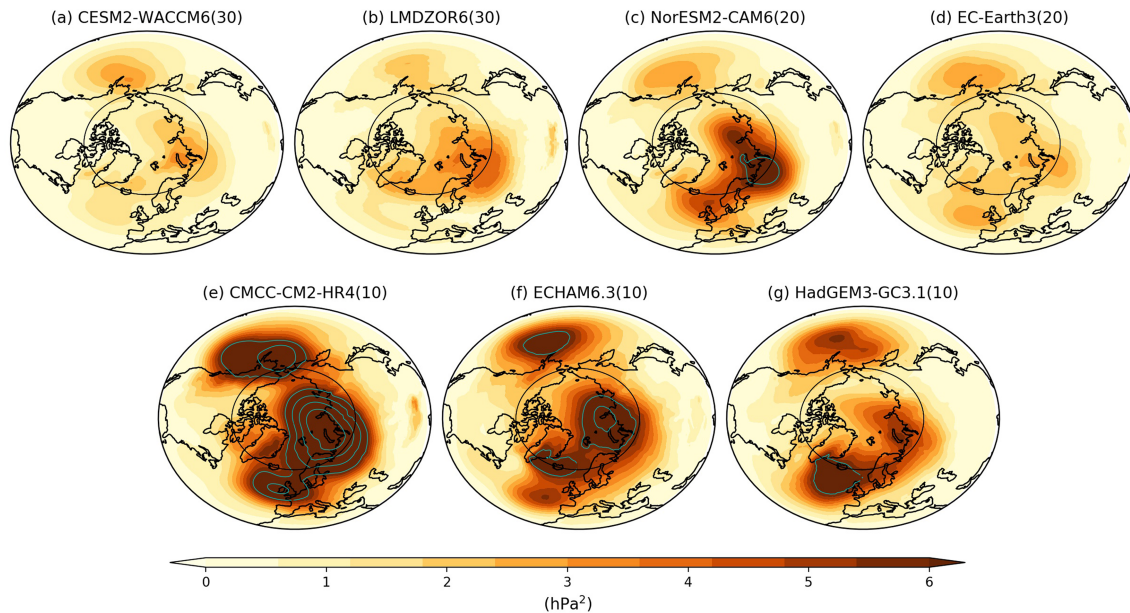 (a) CESM2-WACCM6(30)
(b) LMDZOR6(30)
(c) NorESM2-CAM6(20)
(d) EC-Earth3(20)
(e) CMCC-CM2-HR4(10)
(f) ECHAM6.3(10)
(g) HadGEM3-GC3.1(10)
0 1 2 3 4 5 6
(hPa²)